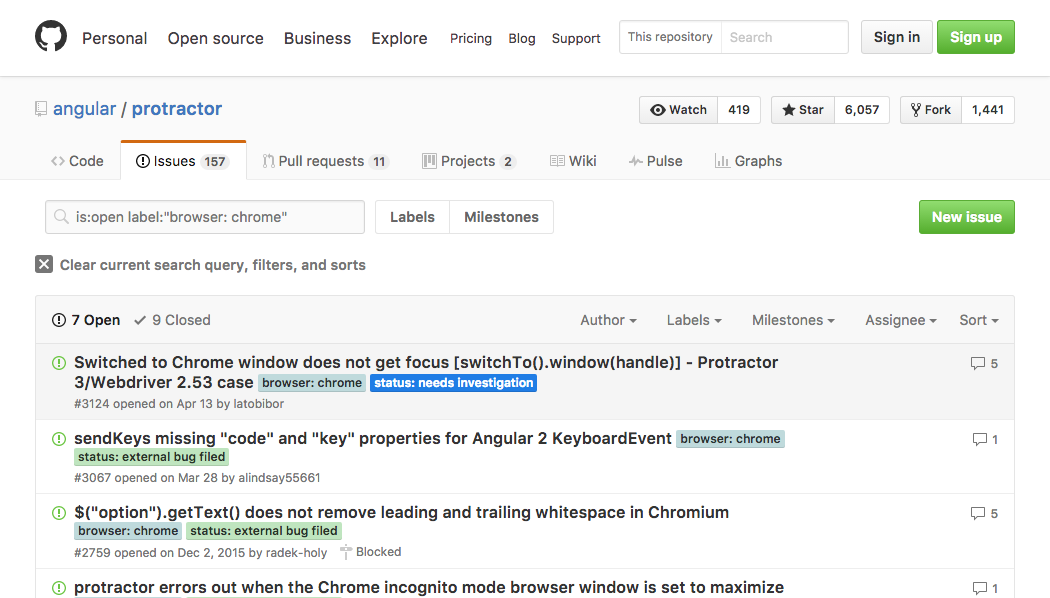 Personal Open source Business Explore Pricing Blog Support This repository Search Sign in Sign up
angular / protractor Watch 419 Star 6,057 Fork 1,441
<> Code Issues 157 Pull requests 11 Projects 2 Wiki Pulse Graphs
is:open label:"browser: chrome" Labels Milestones New issue
Clear current search query, filters, and sorts
7 Open 9 Closed Author Labels Milestones Assignee Sort
Switched to Chrome window does not get focus [switchTo().window(handle)] - Protractor 5
3/Webdriver 2.53 case browser: chrome status: needs investigation
#3124 opened on Apr 13 by latobibor
sendKeys missing "code" and "key" properties for Angular 2 KeyboardEvent browser: chrome 1
status: external bug filed
#3067 opened on Mar 28 by alindsay55661
$("option").getText() does not remove leading and trailing whitespace in Chromium 5
browser: chrome status: external bug filed
#2759 opened on Dec 2, 2015 by radek-holy Blocked
protractor errors out when the Chrome incognito mode browser window is set to maximize 1